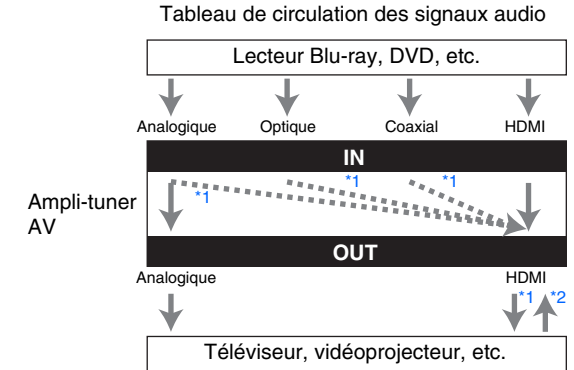 Tableau de circulation des signaux audio
Lecteur Blu-ray, DVD, etc.
Analogique Optique Coaxial HDMI
IN
*1 *1 *1
Ampli-tuner
AV
OUT
Analogique HDMI
*1 *2
Téléviseur, vidéoprojecteur, etc.